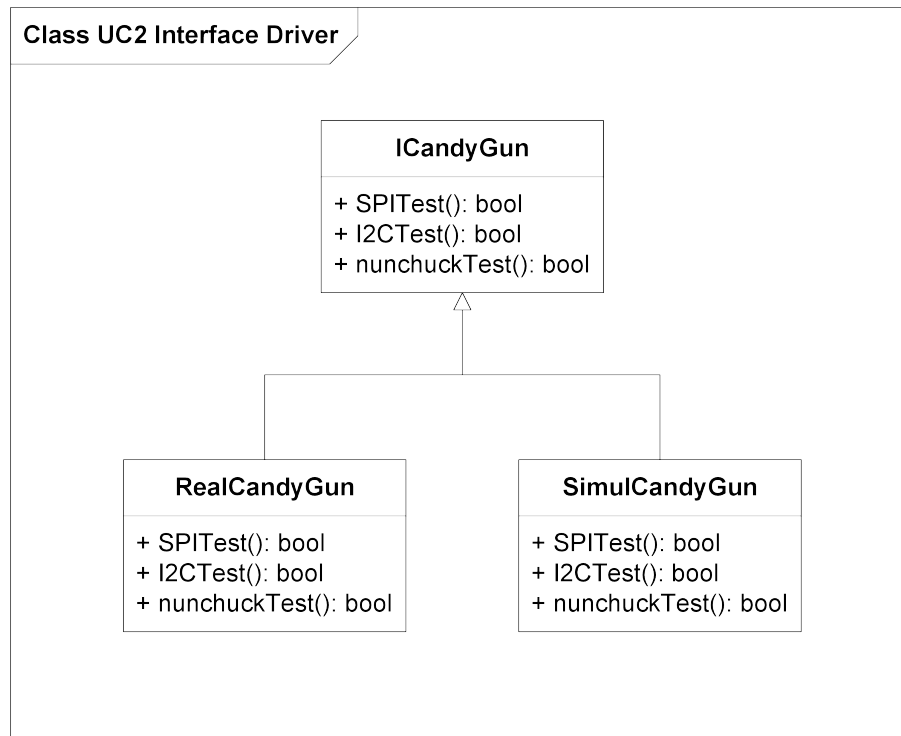 Class UC2 Interface Driver
ICandyGun
+ SPITest(): bool
+ I2CTest(): bool
+ nunchuckTest(): bool
RealCandyGun
+ SPITest(): bool
+ I2CTest(): bool
+ nunchuckTest(): bool
SimulCandyGun
+ SPITest(): bool
+ I2CTest(): bool
+ nunchuckTest(): bool